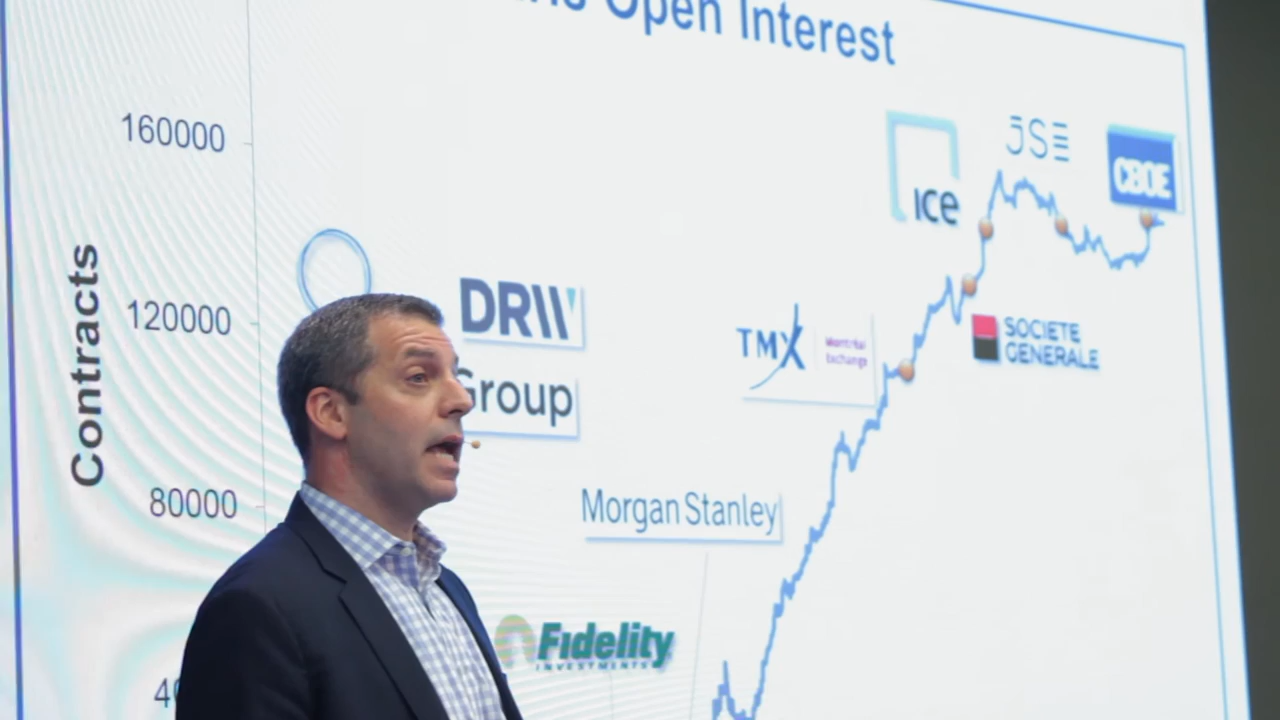 Open Interest
160000
120000
80000
Contracts
DRW
Group
Morgan Stanley
Fidelity
INVESTMENTS
TMX
Montréal
Exchange
ice
JSE
CBOE
SOCIETE
GENERALE